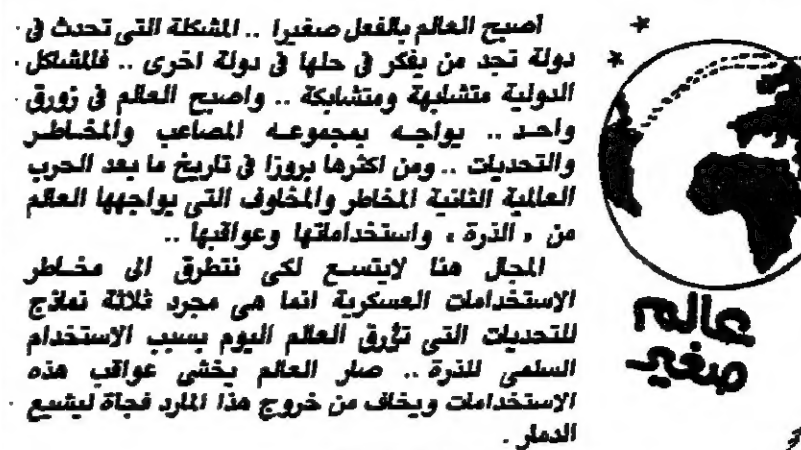 اصبح العالم بالفعل صغيرا .. المشكلة التى تحدث فى
دولة تجد من يفكر فى حلها فى دولة اخرى .. فالمشاكل
الدولية متشابهة ومتشابكة .. واصبح العالم فى زورق
واحد .. يواجه بمجموعه المصاعب والمخاطر
والتحديات .. ومن اكثرها بروزا فى تاريخ ما بعد الحرب
العالمية الثانية المخاطر والمخاوف التى يواجهها العالم
من « الذرة » واستخداماتها وعواقبها ..
المجال هنا لايتسع لكى نتطرق الى مخاطر
الاستخدامات العسكرية انما هى مجرد ثلاثة نماذج
للتحديات التى تؤرق العالم اليوم بسبب الاستخدام
السلمى للذرة .. صار العالم يخشى عواقب هذه
الاستخدامات ويخاف من خروج هذا المارد فجاة ليشيع
الدمار .
عالم
صغير